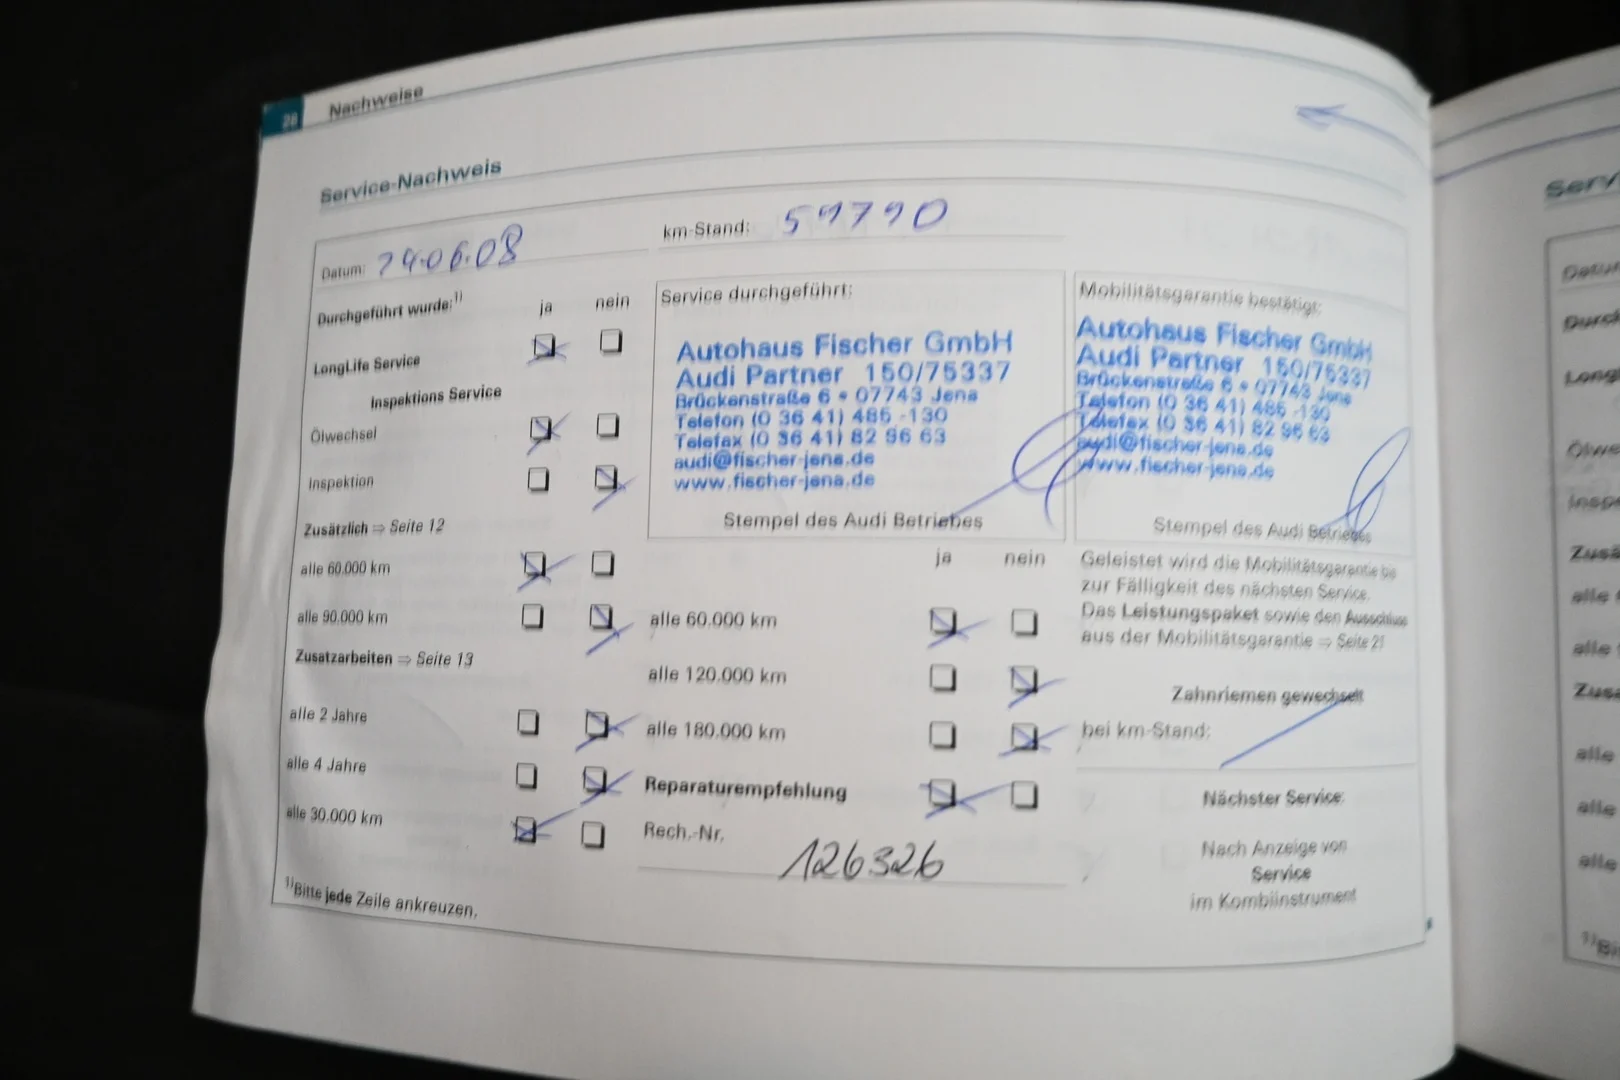 28 Nachweise
Service-Nachweis
Datum: 24.06.08
km-Stand: 59790
Durchgeführt wurde:1) ja nein
LongLife Service
Inspektions Service
Ölwechsel
Inspektion
Zusätzlich ⇒ Seite 12
alle 60.000 km
alle 90.000 km
Zusatzarbeiten ⇒ Seite 13
alle 2 Jahre
alle 4 Jahre
alle 30.000 km
1)Bitte jede Zeile ankreuzen.
Service durchgeführt:
Autohaus Fischer GmbH
Audi Partner 150/75337
Brückenstraße 6 • 07743 Jena
Telefon (0 36 41) 485 -130
Telefax (0 36 41) 82 96 63
audi@fischer-jena.de
www.fischer-jena.de
Stempel des Audi Betriebes
ja nein
alle 60.000 km
alle 120.000 km
alle 180.000 km
Reparaturempfehlung
Rech.-Nr.
126326
Mobilitätsgarantie bestätigt:
Autohaus Fischer GmbH
Audi Partner 150/75337
Brückenstraße 6 • 07743 Jena
Telefon (0 36 41) 485 -130
Telefax (0 36 41) 82 96 63
audi@fischer-jena.de
www.fischer-jena.de
Stempel des Audi Betriebes
Geleistet wird die Mobilitätsgarantie bis
zur Fälligkeit des nächsten Service.
Das Leistungspaket sowie den Ausschluss
aus der Mobilitätsgarantie ⇒ Seite 21
Zahnriemen gewechselt
bei km-Stand:
Nächster Service:
Nach Anzeige von
Service
im Kombiinstrument
alle
alle
alle
alle
alle